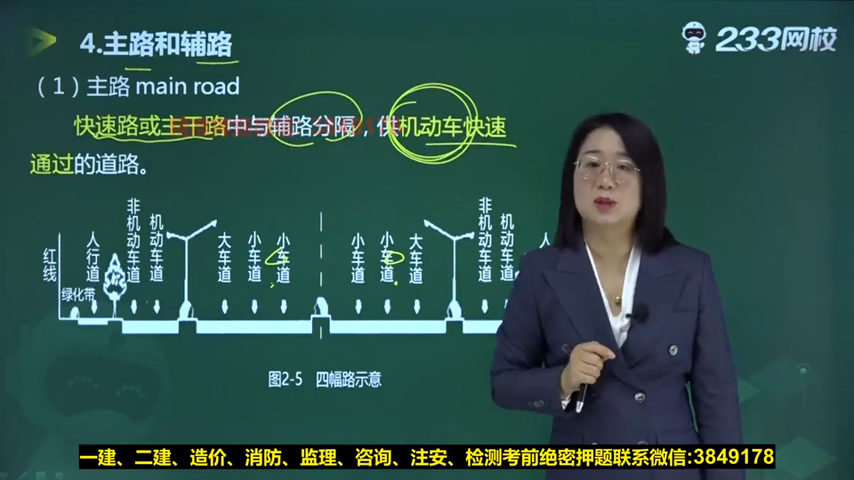 4.主路和辅路
233网校
（1）主路 main road
快速路或主干路中与辅路分隔，供机动车快速
通过的道路。
红线
绿化带
人行道
非机动车道
机动车道
大车道
小车道
小车道
小车道
小车道
大车道
非机动车道
机动车道
人
图2-5 四幅路示意
一建、二建、造价、消防、监理、咨询、注安、检测考前绝密押题联系微信:3849178